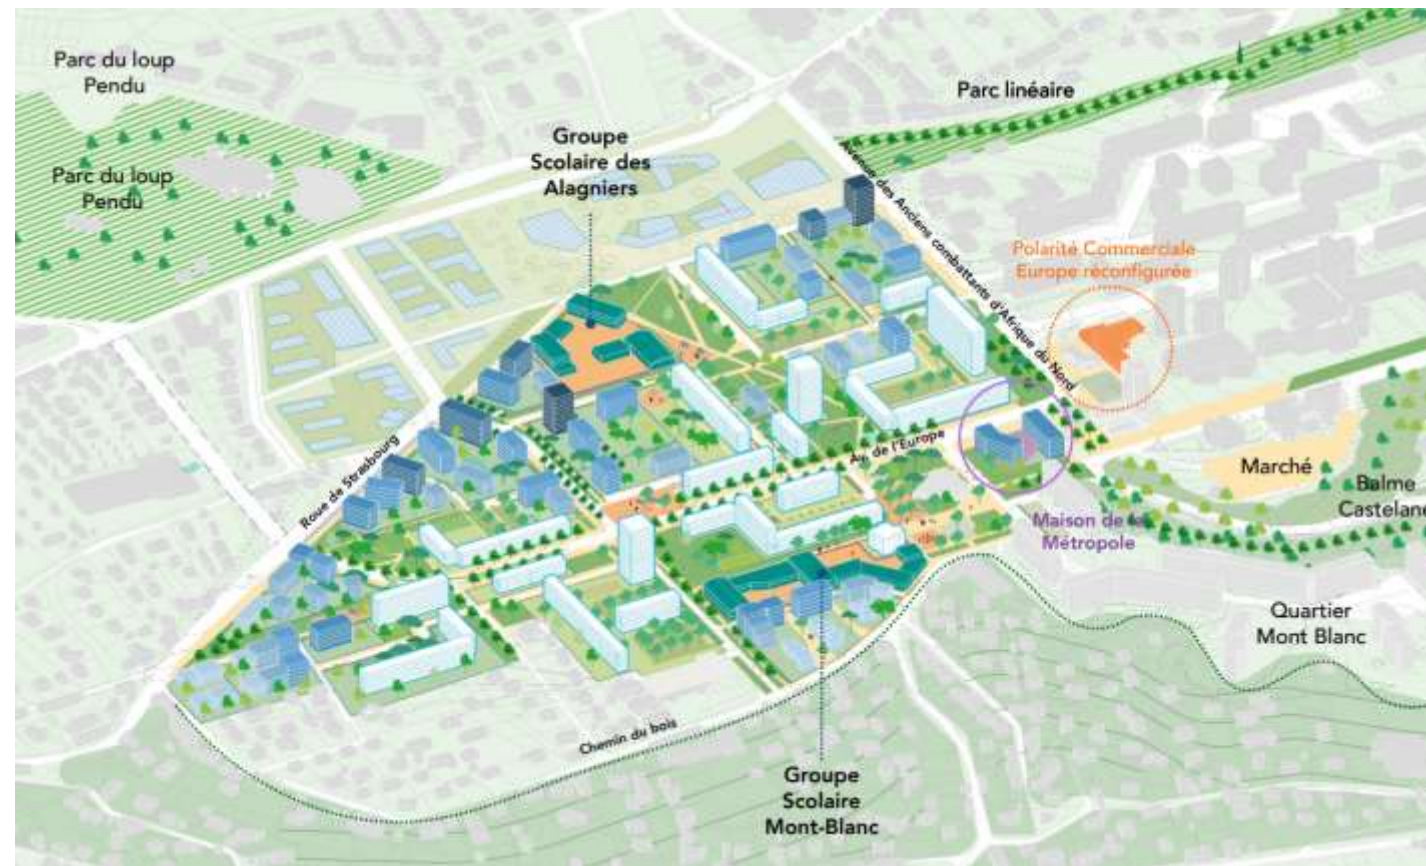 Parc du loup
Pendu
Parc linéaire
Groupe
Scolaire des
Alagniers
Parc du loup
Pendu
Avenue des Anciens combattants d'Afrique du Nord
Polarité Commerciale
Europe réconfigurée
Roue de Strasbourg
Av. de l'Europe
Marché
Balme
Castelane
Maison de la
Métropole
Quartier
Mont Blanc
Chemin du bois
Groupe
Scolaire
Mont-Blanc